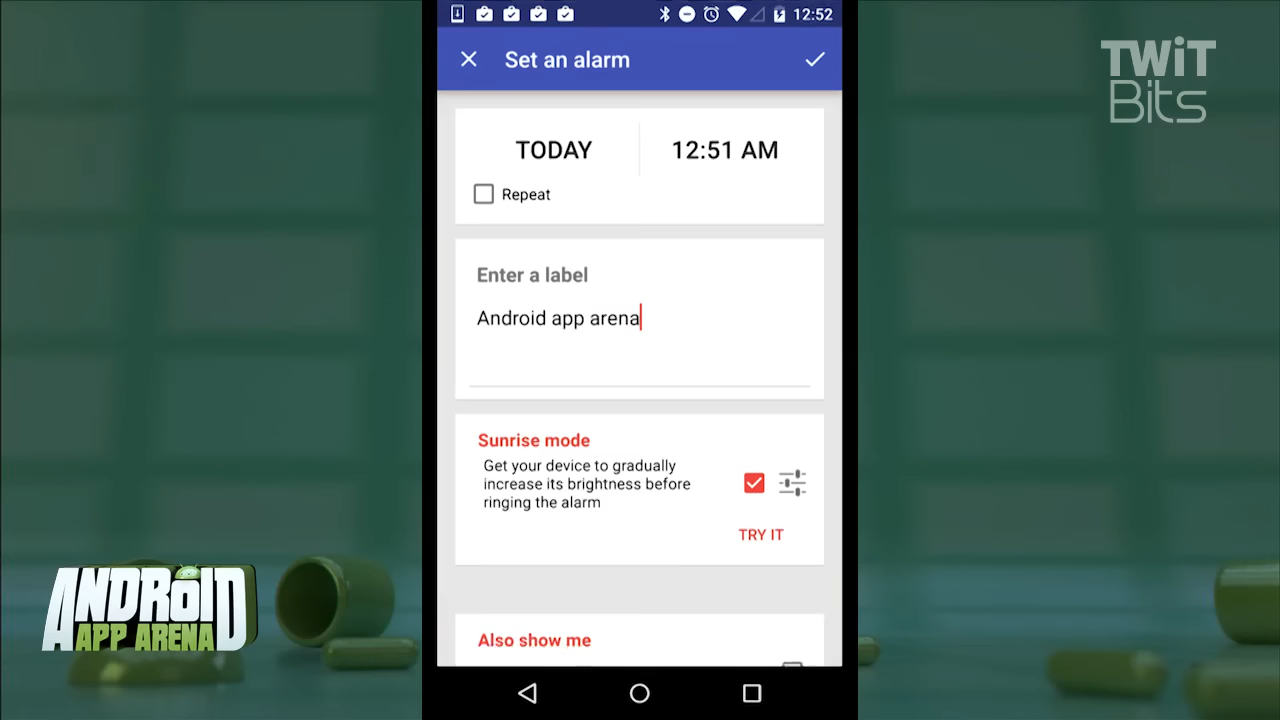 12:52
Set an alarm
TWiT
Bits
TODAY
12:51 AM
Repeat
Enter a label
Android app arena
Sunrise mode
Get your device to gradually
increase its brightness before
ringing the alarm
TRY IT
ANDROID
APP ARENA
Also show me